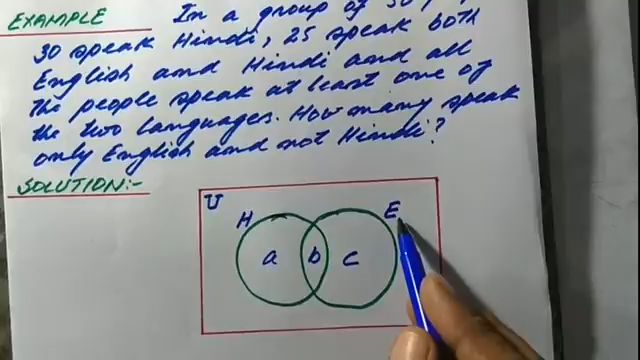 EXAMPLE In a group of 50
30 speak Hindi, 25 speak both
English and Hindi and all
the people speak at least one of
the two languages. How many speak
only English and not Hindi?
SOLUTION:-
U
H E
a b c